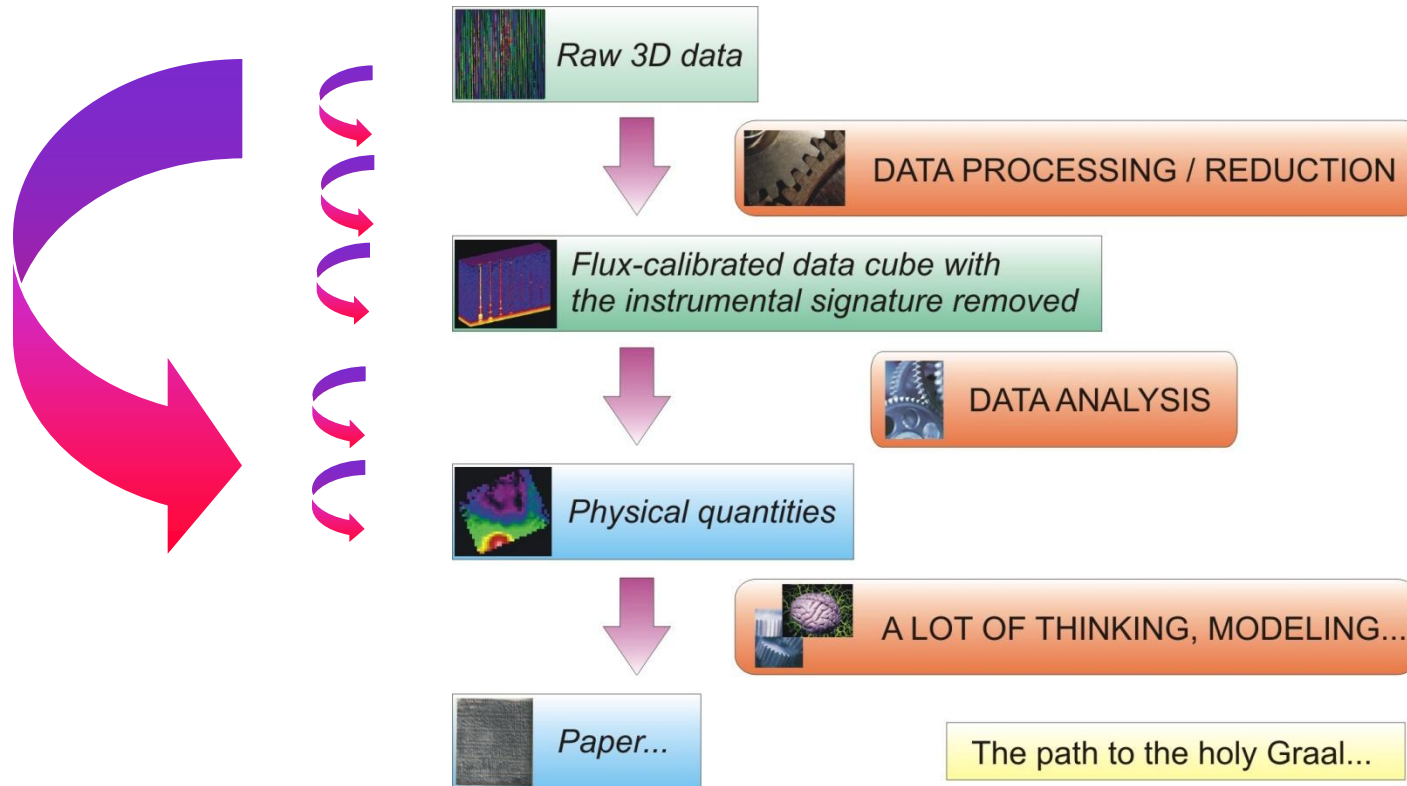 Raw 3D data
DATA PROCESSING / REDUCTION
Flux-calibrated data cube with
the instrumental signature removed
DATA ANALYSIS
Physical quantities
A LOT OF THINKING, MODELING...
Paper...
The path to the holy Graal...